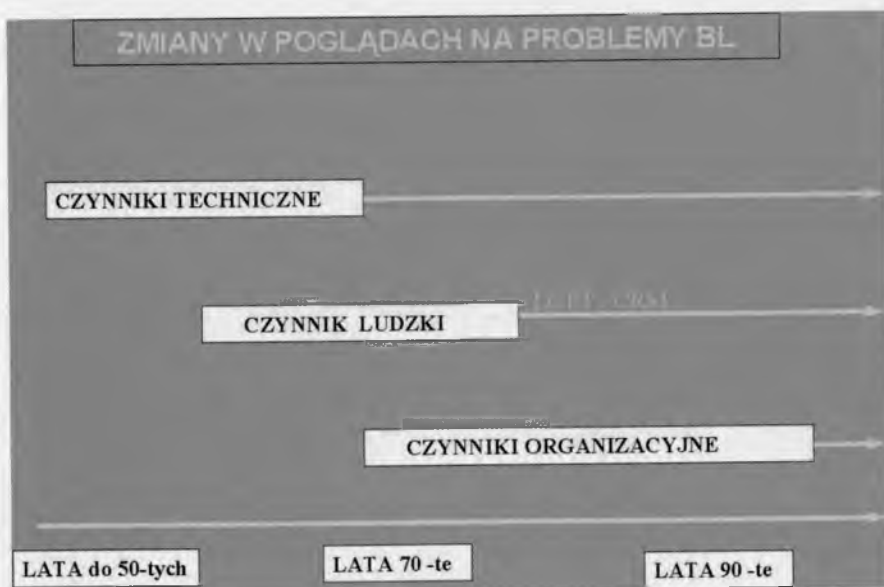 ZMIANY W POGLĄDACH NA PROBLEMY BL
CZYNNIKI TECHNICZNE
CZYNNIK LUDZKI
CZYNNIKI ORGANIZACYJNE
LATA do 50-tych
LATA 70 -te
LATA 90 -te